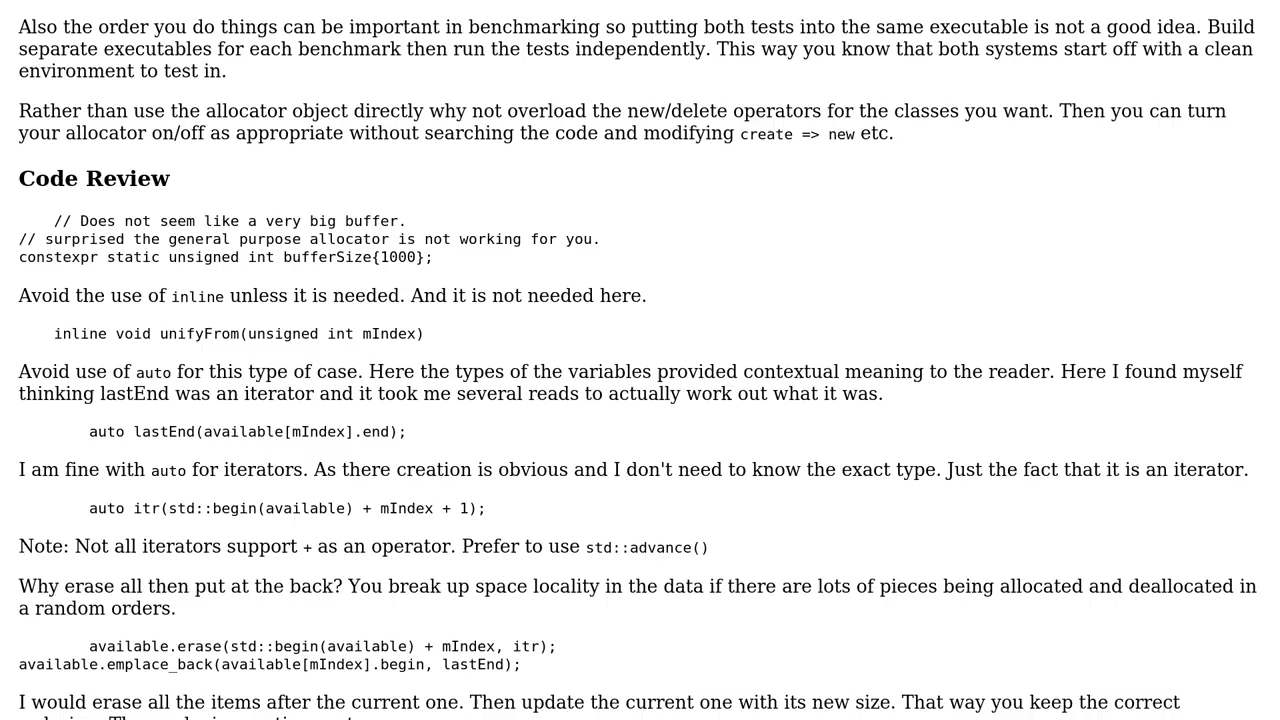 Also the order you do things can be important in benchmarking so putting both tests into the same executable is not a good idea. Build
separate executables for each benchmark then run the tests independently. This way you know that both systems start off with a clean
environment to test in.
Rather than use the allocator object directly why not overload the new/delete operators for the classes you want. Then you can turn
your allocator on/off as appropriate without searching the code and modifying create => new etc.
Code Review
// Does not seem like a very big buffer.
// surprised the general purpose allocator is not working for you.
constexpr static unsigned int bufferSize{1000};
Avoid the use of inline unless it is needed. And it is not needed here.
inline void unifyFrom(unsigned int mIndex)
Avoid use of auto for this type of case. Here the types of the variables provided contextual meaning to the reader. Here I found myself
thinking lastEnd was an iterator and it took me several reads to actually work out what it was.
auto lastEnd(available[mIndex].end);
I am fine with auto for iterators. As there creation is obvious and I don't need to know the exact type. Just the fact that it is an iterator.
auto itr(std::begin(available) + mIndex + 1);
Note: Not all iterators support + as an operator. Prefer to use std::advance()
Why erase all then put at the back? You break up space locality in the data if there are lots of pieces being allocated and deallocated in
a random orders.
available.erase(std::begin(available) + mIndex, itr);
available.emplace_back(available[mIndex].begin, lastEnd);
I would erase all the items after the current one. Then update the current one with its new size. That way you keep the correct